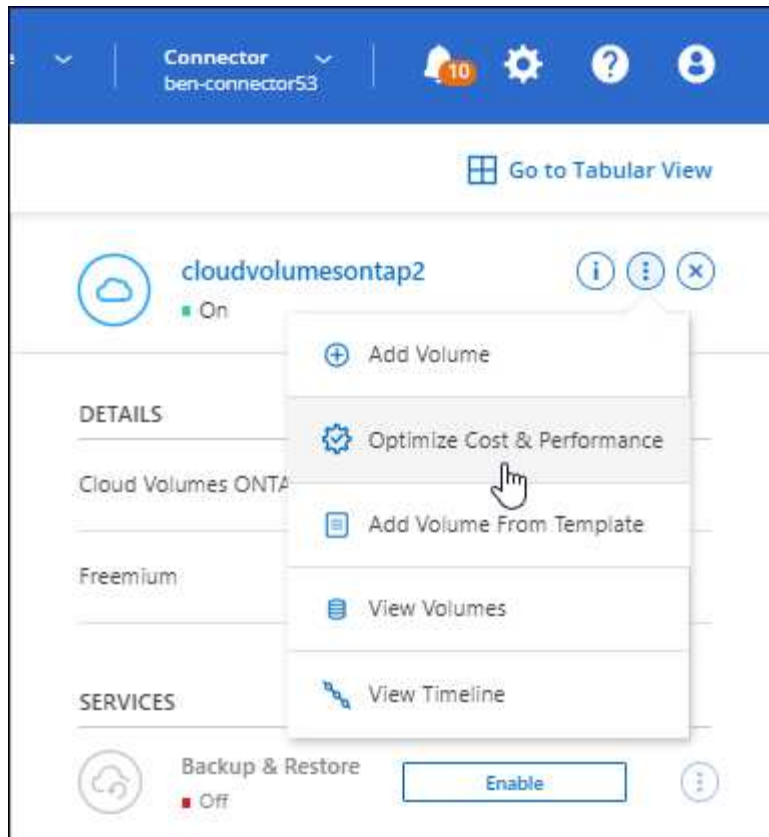 Connector
ben-connector53
10
Go to Tabular View
cloudvolumesontap2
On
Add Volume
DETAILS
Optimize Cost & Performance
Cloud Volumes ONTA
Add Volume From Template
Freemium
View Volumes
View Timeline
SERVICES
Backup & Restore
Enable
Off